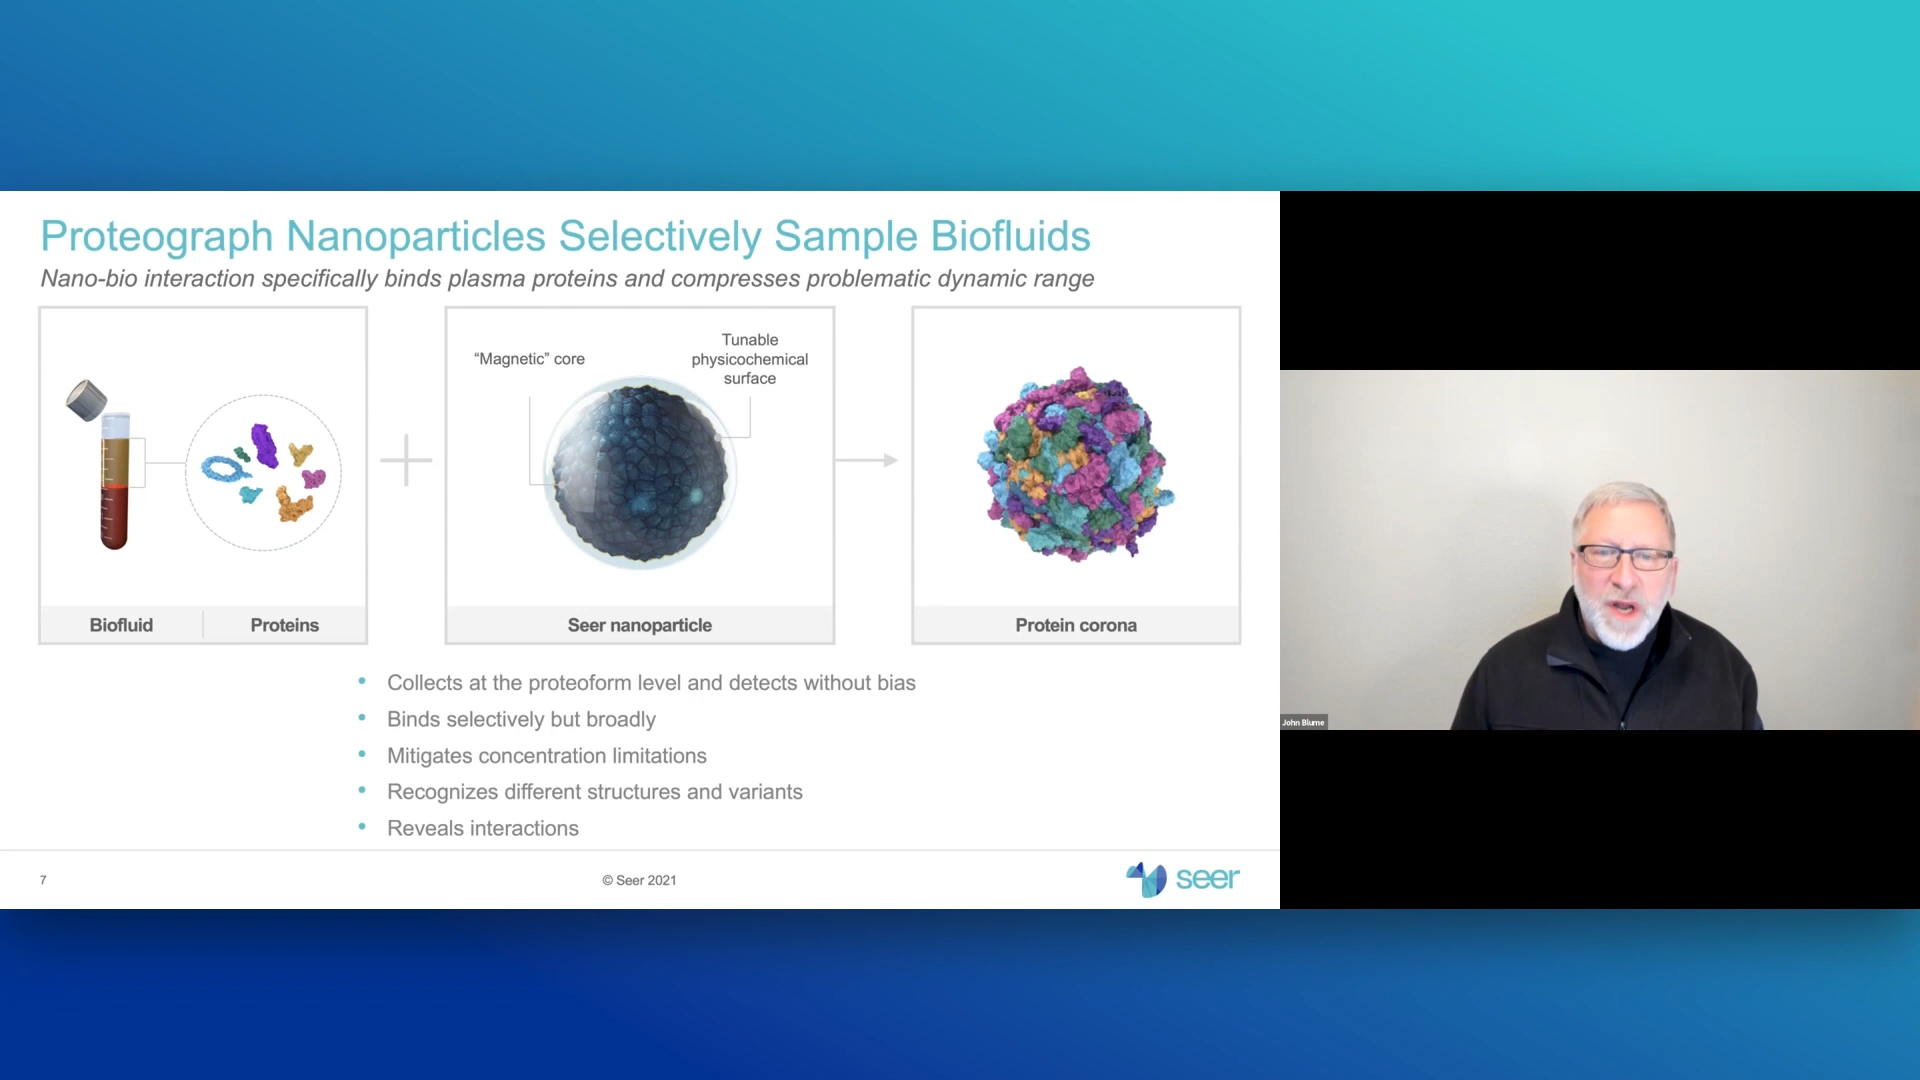 Proteograph Nanoparticles Selectively Sample Biofluids
Nano-bio interaction specifically binds plasma proteins and compresses problematic dynamic range
“Magnetic” core
Tunable
physicochemical
surface
Biofluid
Proteins
Seer nanoparticle
Protein corona
• Collects at the proteoform level and detects without bias
• Binds selectively but broadly
• Mitigates concentration limitations
• Recognizes different structures and variants
• Reveals interactions
7
© Seer 2021
seer
John Blume